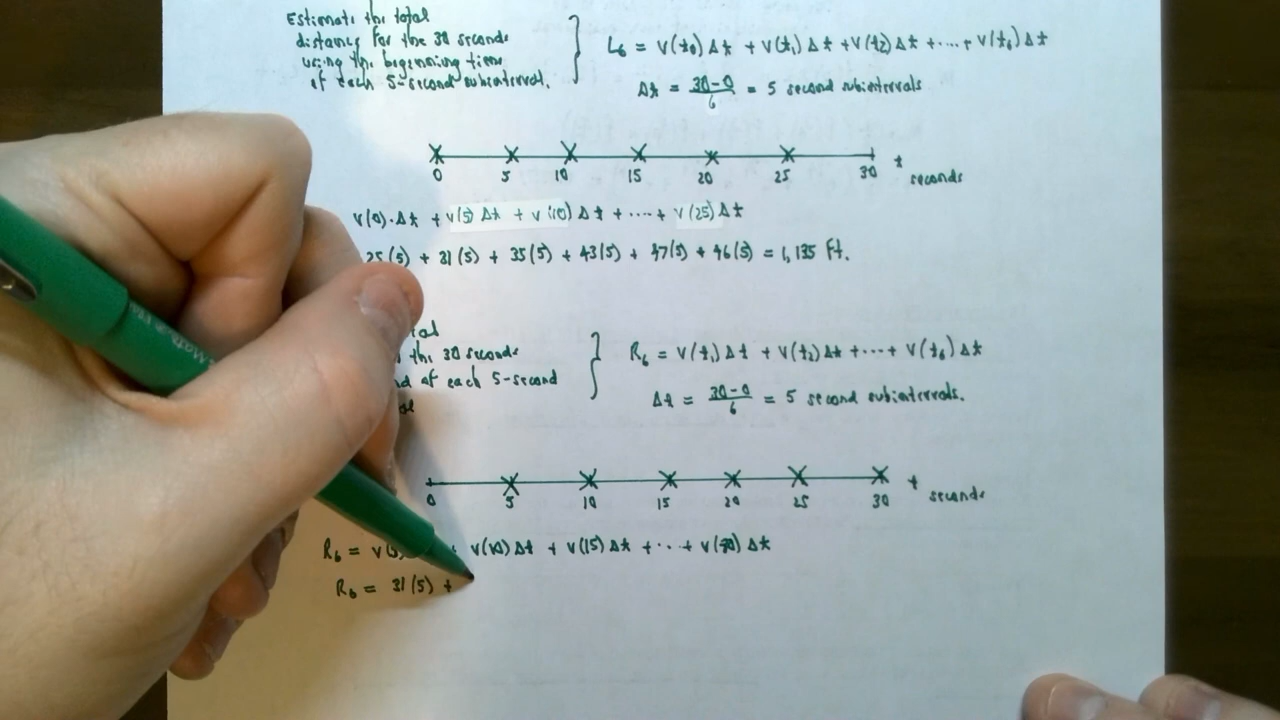 Estimate the total
distance for the 30 seconds
using the beginning time
of each 5-second subinterval.
L₆ = v(t₀) Δt + v(t₁) Δt + v(t₂) Δt + ... + v(t₆) Δt
Δt = 30-0/6 = 5 second subintervals
0 5 10 15 20 25 30 t seconds
v(0)·Δt + v(5) Δt + v(10) Δt + ... + v(25) Δt
25(5) + 31(5) + 35(5) + 43(5) + 47(5) + 46(5) = 1,135 ft.
the 30 seconds
of each 5-second
R₆ = v(t₁) Δt + v(t₂) Δt + ... + v(t₆) Δt
Δt = 30-0/6 = 5 second subintervals.
0 5 10 15 20 25 30 t seconds
R₆ = v( + v(10) Δt + v(15) Δt + ... + v(30) Δt
R₆ = 31(5) +